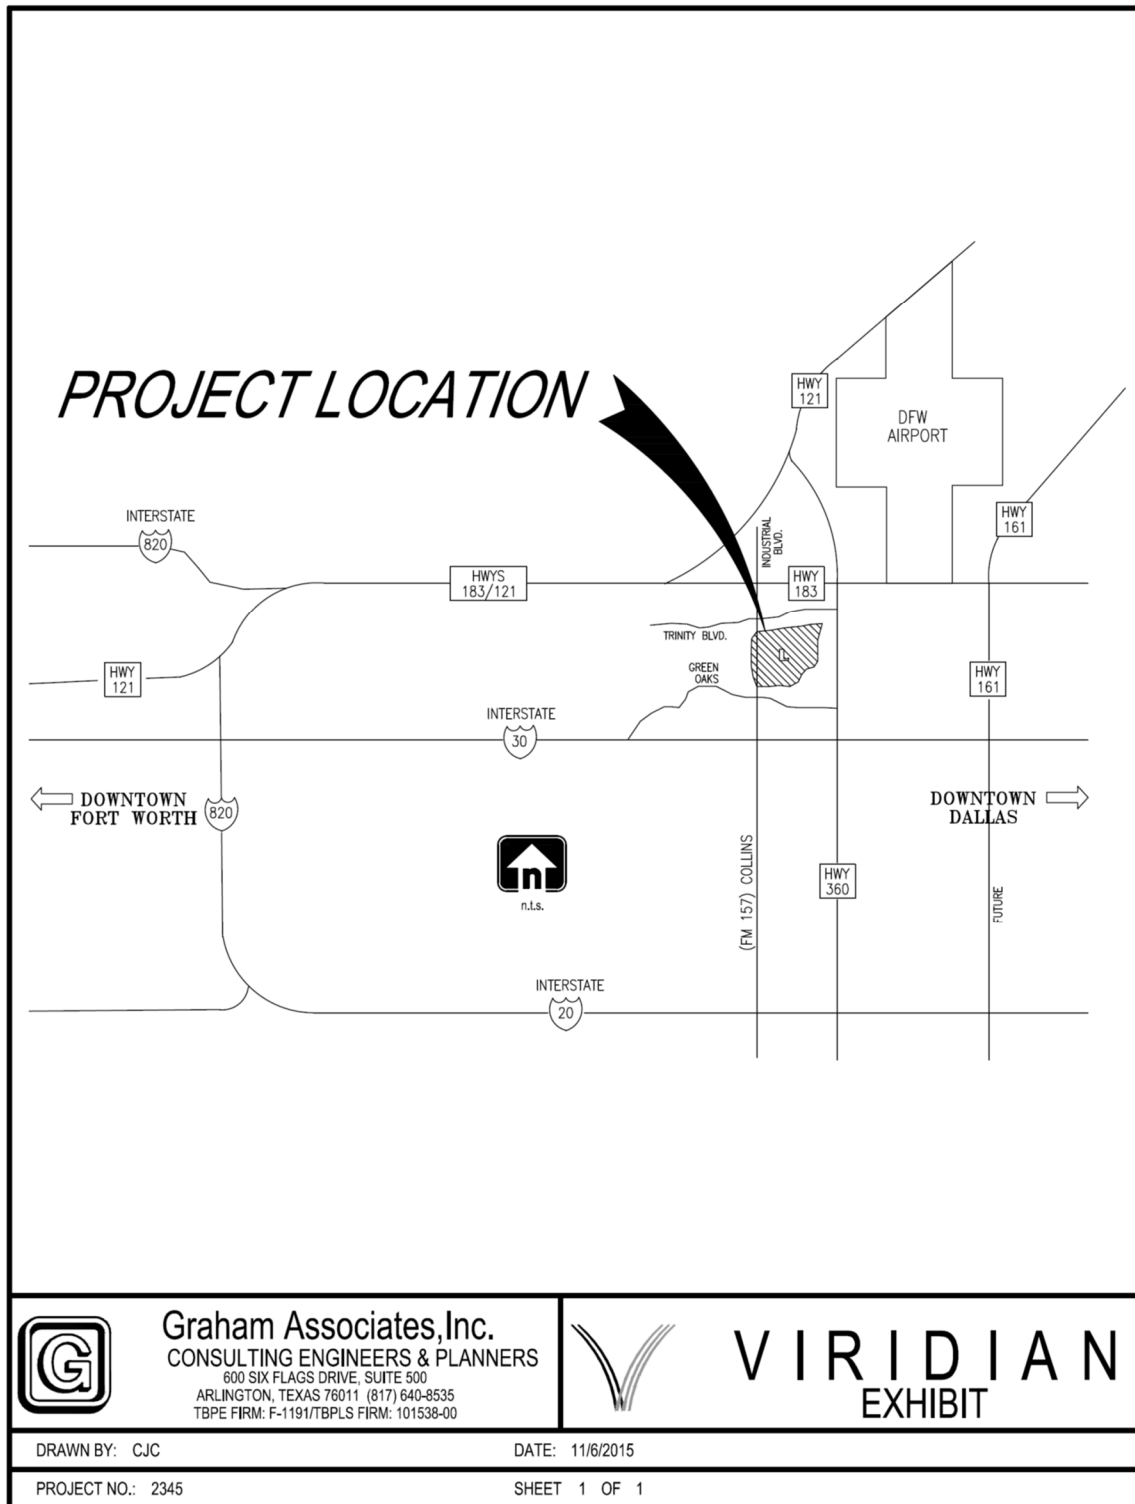 PROJECT LOCATION
HWY
121
DFW
AIRPORT
INTERSTATE
820
HWY
161
INDUSTRIAL
BLVD.
HWYS
183/121
HWY
183
TRINITY BLVD.
HWY
121
GREEN
OAKS
HWY
161
INTERSTATE
30
DOWNTOWN
FORT WORTH
820
DOWNTOWN
DALLAS
n
n.t.s.
(FM 157) COLLINS
HWY
360
FUTURE
INTERSTATE
20
G
Graham Associates,Inc.
CONSULTING ENGINEERS & PLANNERS
600 SIX FLAGS DRIVE, SUITE 500
ARLINGTON, TEXAS 76011 (817) 640-8535
TBPE FIRM: F-1191/TBPLS FIRM: 101538-00
VIRIDIAN
EXHIBIT
DRAWN BY: CJC
DATE: 11/6/2015
PROJECT NO.: 2345
SHEET 1 OF 1